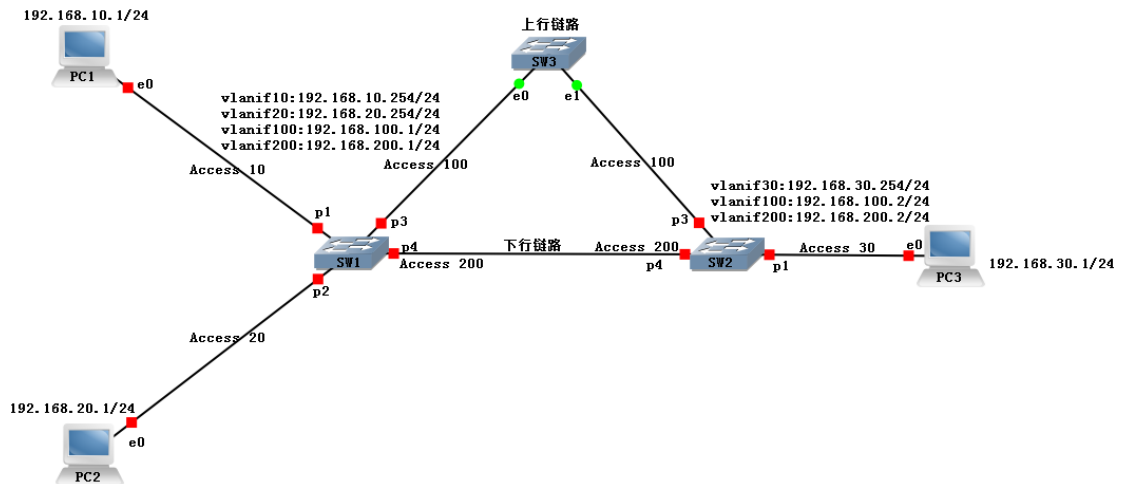 192.168.10.1/24
PC1
e0
上行链路
SW3
e0
e1
vlanif10:192.168.10.254/24
vlanif20:192.168.20.254/24
vlanif100:192.168.100.1/24
vlanif200:192.168.200.1/24
Access 10
Access 100
Access 100
vlanif30:192.168.30.254/24
vlanif100:192.168.100.2/24
vlanif200:192.168.200.2/24
p1
p3
p3
SW1
p4
Access 200
下行链路
Access 200
p4
SW2
p1
Access 30
e0
PC3
192.168.30.1/24
p2
Access 20
192.168.20.1/24
e0
PC2